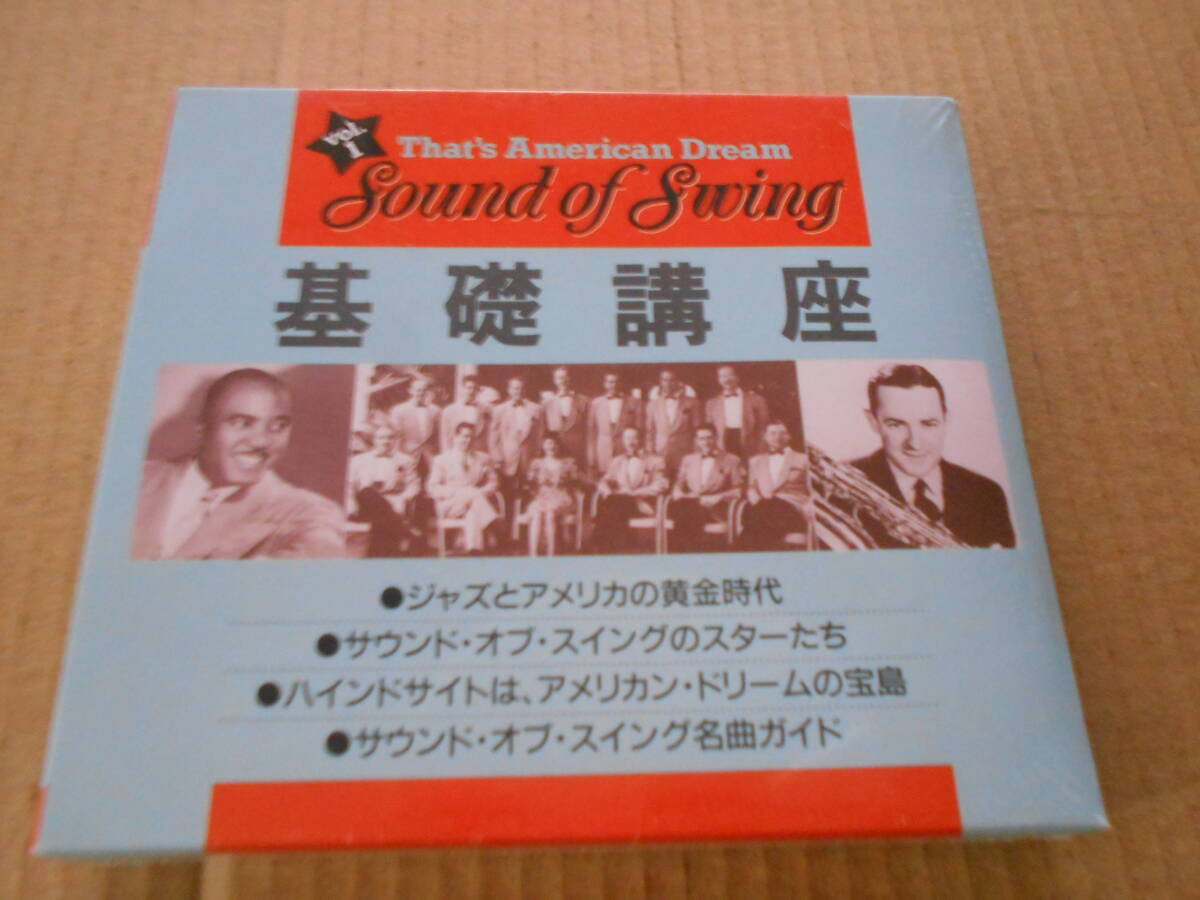 vol.
1
That's American Dream
Sound of Swing
基礎講座
●ジャズとアメリカの黄金時代
●サウンド・オブ・スイングのスターたち
●ハインドサイトは、アメリカン・ドリームの宝島
●サウンド・オブ・スイング名曲ガイド